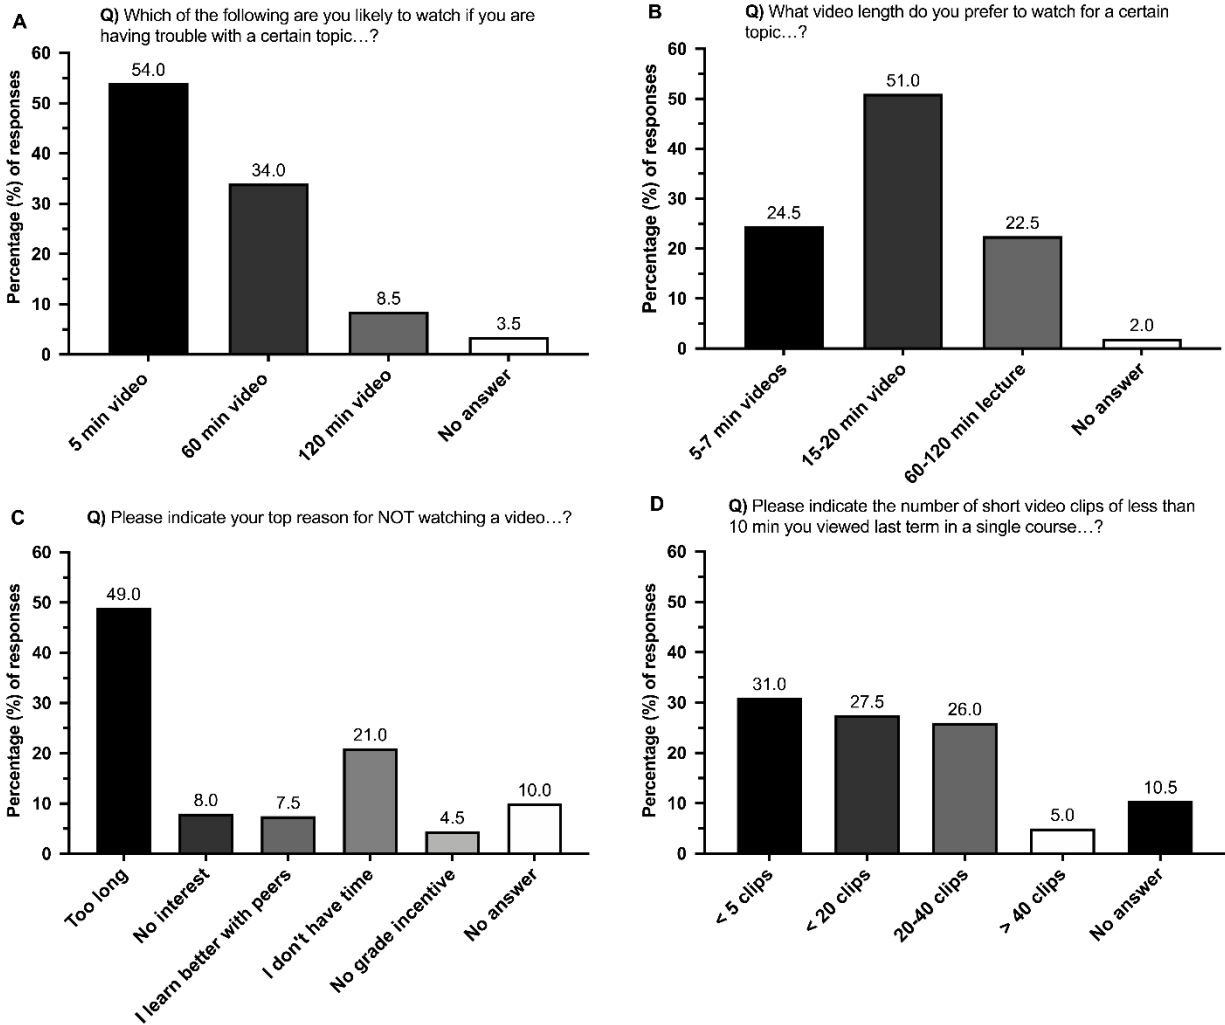 A
Q) Which of the following are you likely to watch if you are
having trouble with a certain topic…?
Percentage (%) of responses
60
50
40
30
20
10
0
54.0
34.0
8.5
3.5
5 min video
60 min video
120 min video
No answer
B
Q) What video length do you prefer to watch for a certain
topic…?
Percentage (%) of responses
60
50
40
30
20
10
0
24.5
51.0
22.5
2.0
5-7 min videos
15-20 min video
60-120 min lecture
No answer
C
Q) Please indicate your top reason for NOT watching a video…?
Percentage (%) of responses
60
50
40
30
20
10
0
49.0
8.0
7.5
21.0
4.5
10.0
Too long
No interest
I learn better with peers
I don't have time
No grade incentive
No answer
D
Q) Please indicate the number of short video clips of less than
10 min you viewed last term in a single course…?
Percentage (%) of responses
60
50
40
30
20
10
0
31.0
27.5
26.0
5.0
10.5
< 5 clips
< 20 clips
20-40 clips
> 40 clips
No answer